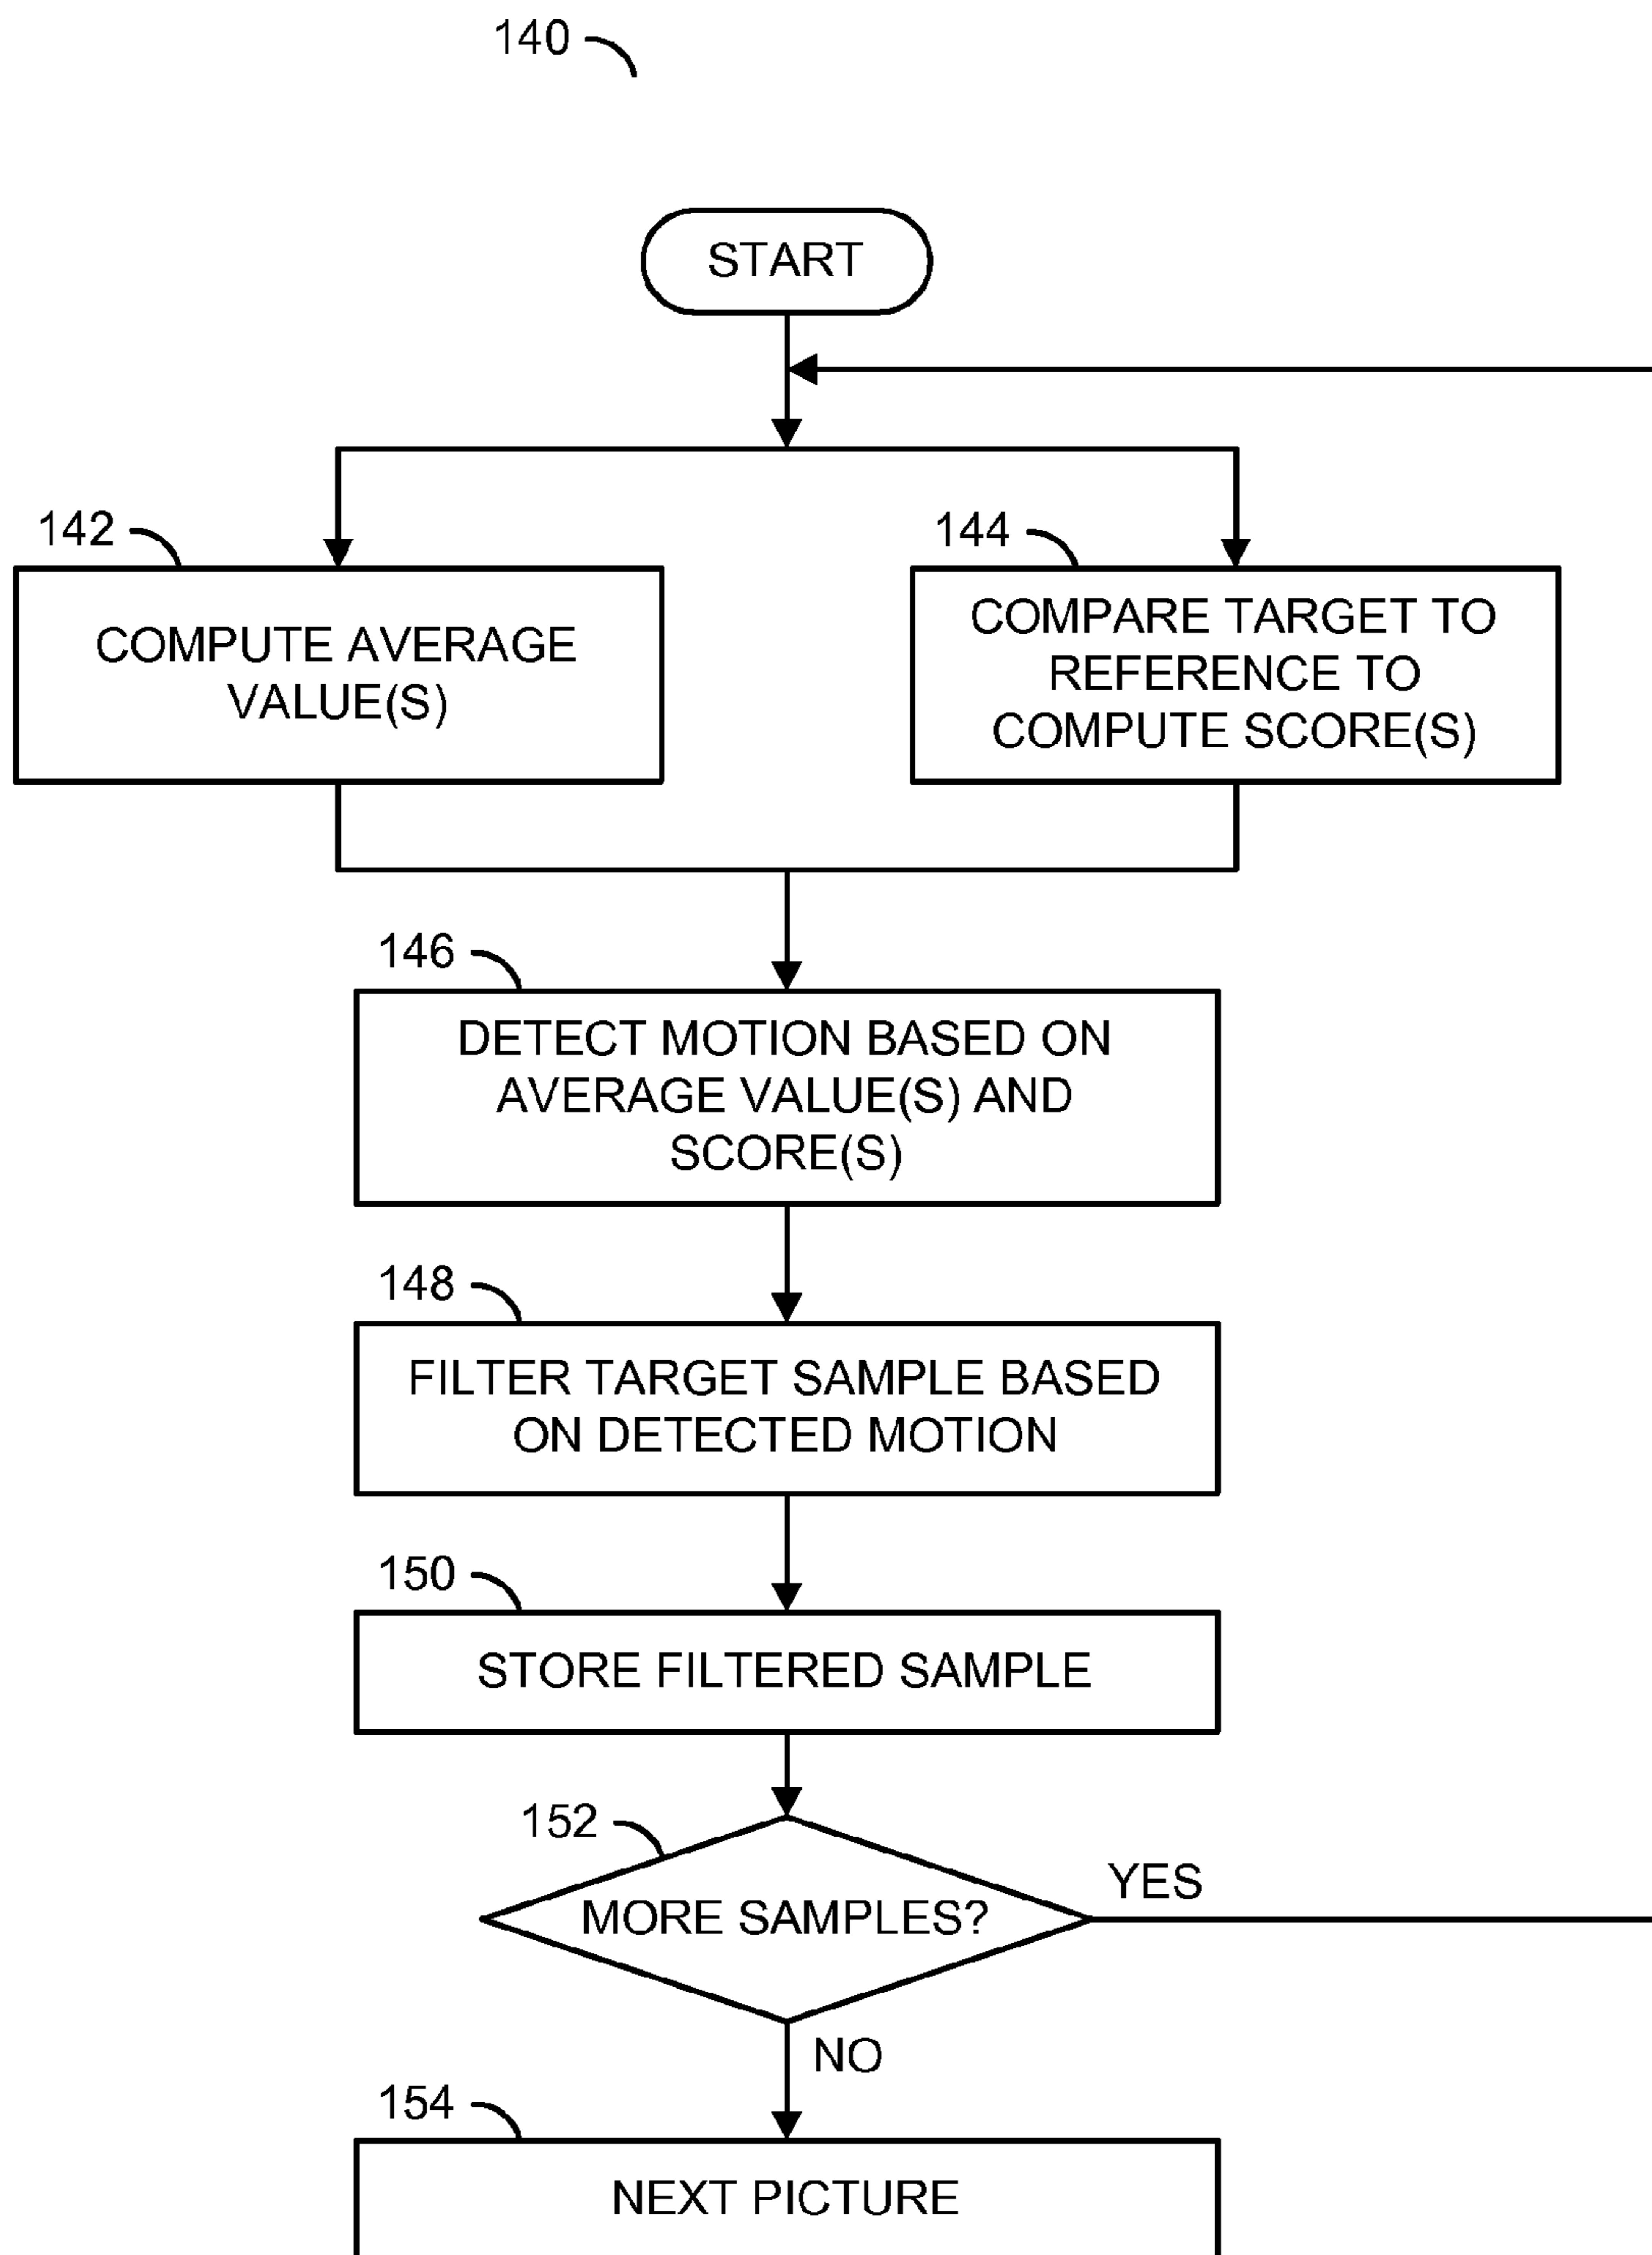 140
START
142
COMPUTE AVERAGE
VALUE(S)
144
COMPARE TARGET TO
REFERENCE TO
COMPUTE SCORE(S)
146
DETECT MOTION BASED ON
AVERAGE VALUE(S) AND
SCORE(S)
148
FILTER TARGET SAMPLE BASED
ON DETECTED MOTION
150
STORE FILTERED SAMPLE
152
MORE SAMPLES?
YES
NO
154
NEXT PICTURE